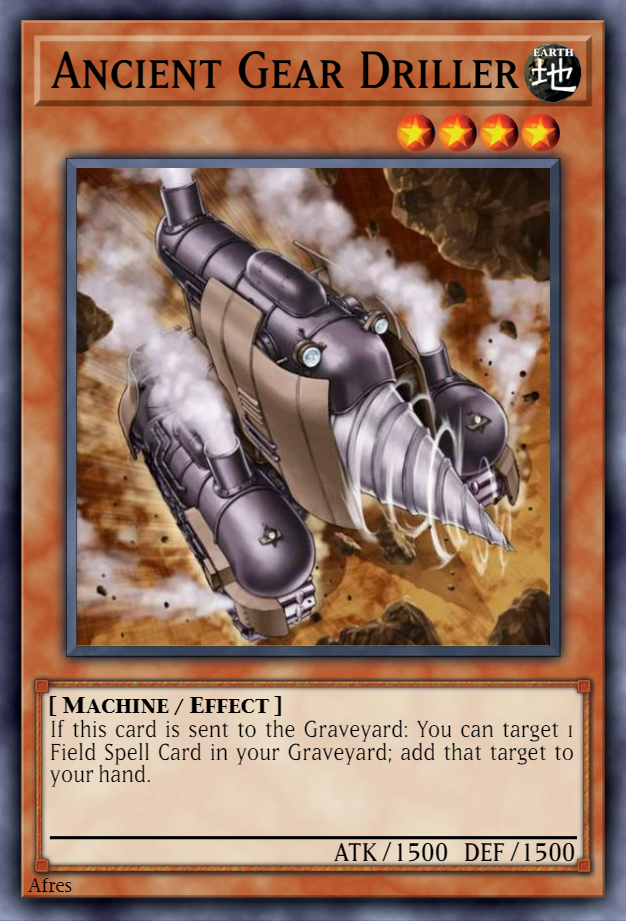 Ancient Gear Driller
EARTH
地
[ Machine / Effect ]
If this card is sent to the Graveyard: You can target 1
Field Spell Card in your Graveyard; add that target to
your hand.
ATK / 1500 DEF / 1500
Afres